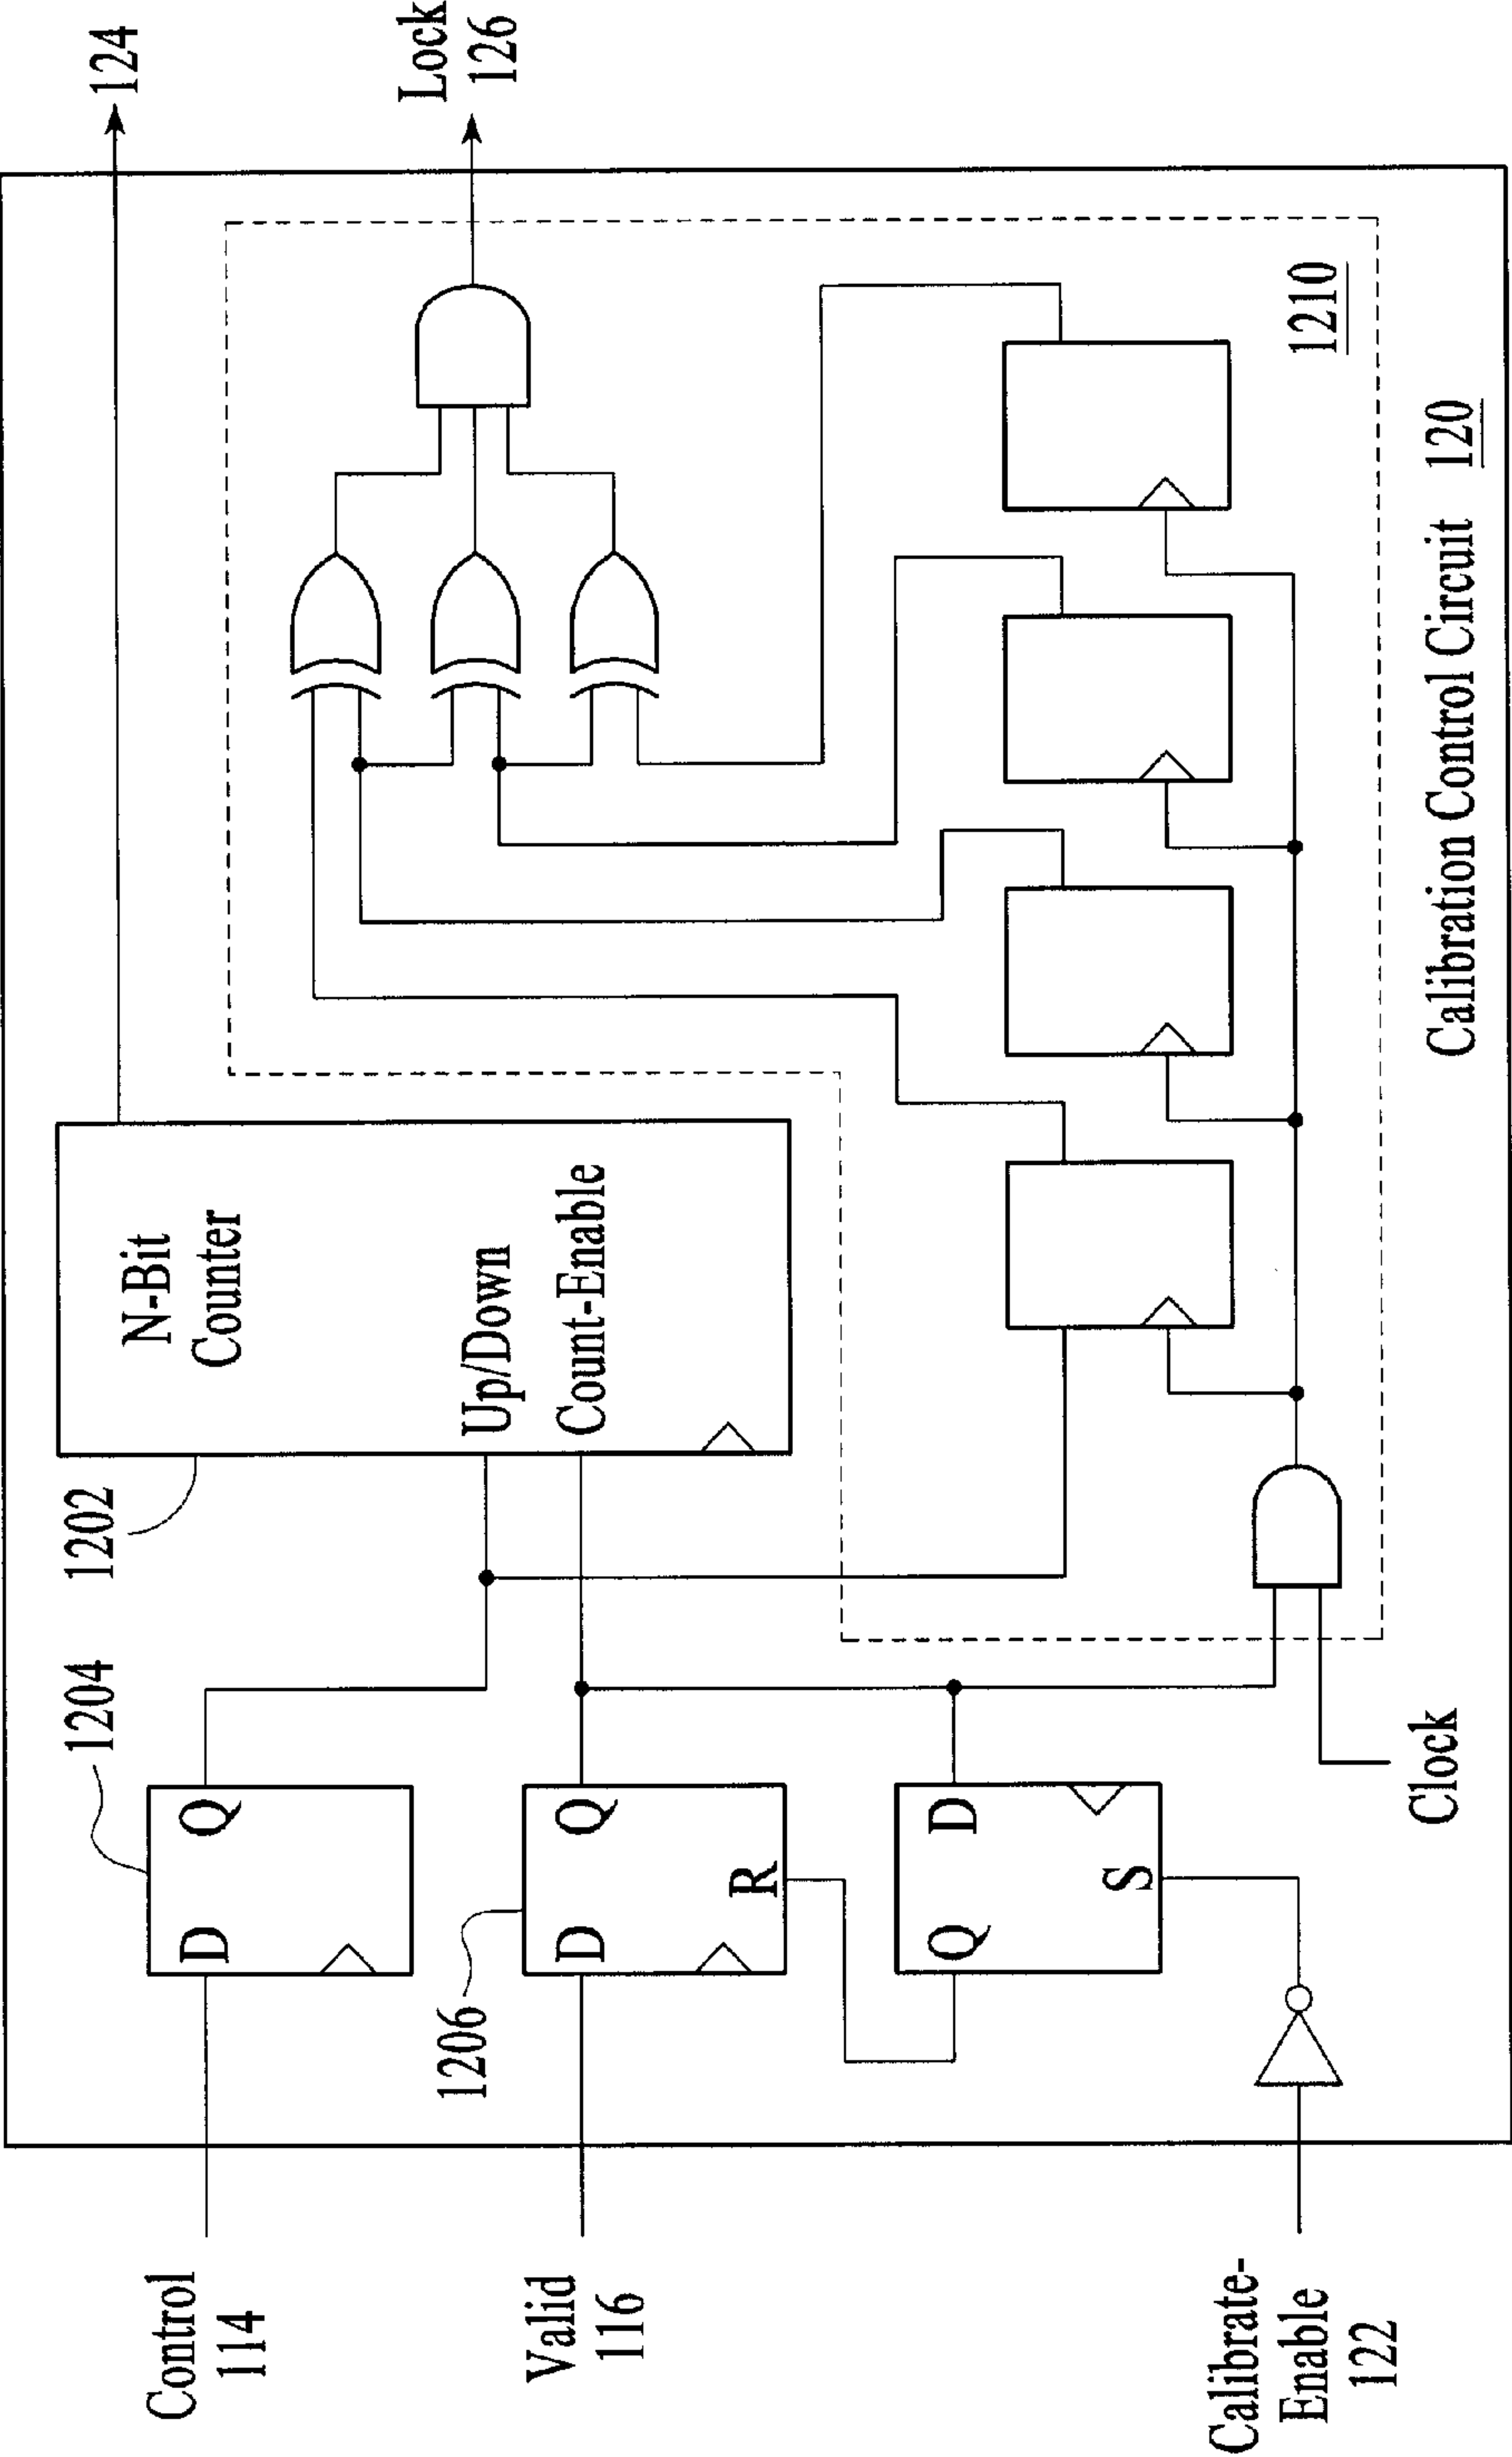 124
Lock
126
N-Bit
Counter
Up/Down
Count-Enable
1202
1204
D
Q
1206
D
Q
R
Q
D
S
Control
114
Valid
116
Calibrate-
Enable
122
Clock
1210
Calibration Control Circuit 120